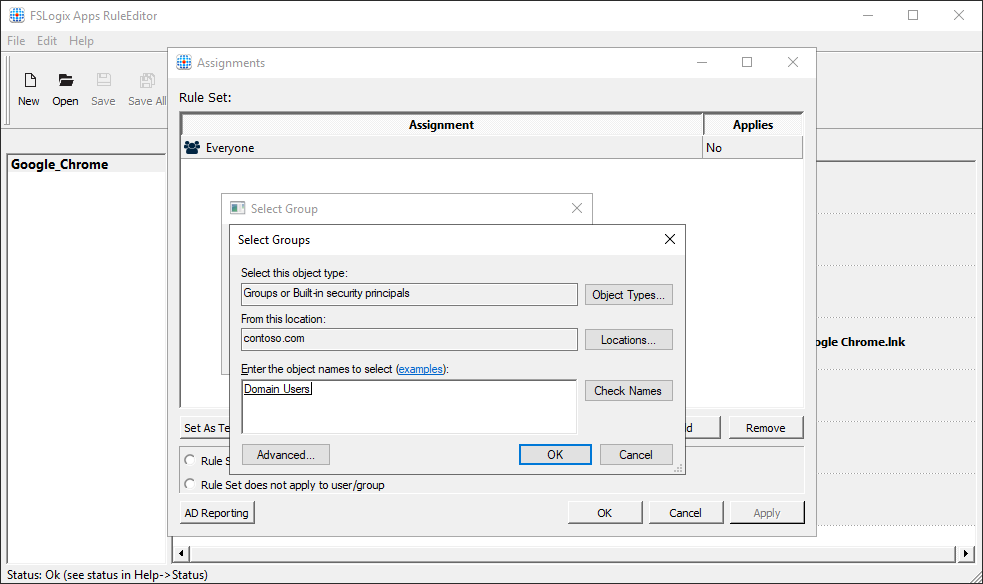 FSLogix Apps RuleEditor
File Edit Help
New Open Save Save All
Google_Chrome
Assignments
Rule Set:
Assignment Applies
Everyone No
Select Group
Select Groups
Select this object type:
Groups or Built-in security principals Object Types...
From this location:
contoso.com Locations...
Enter the object names to select (examples):
Domain Users Check Names
Advanced... OK Cancel
Chrome.lnk
Set As Remove
Rule
Rule Set does not apply to user/group
AD Reporting OK Cancel Apply
Status: Ok (see status in Help->Status)